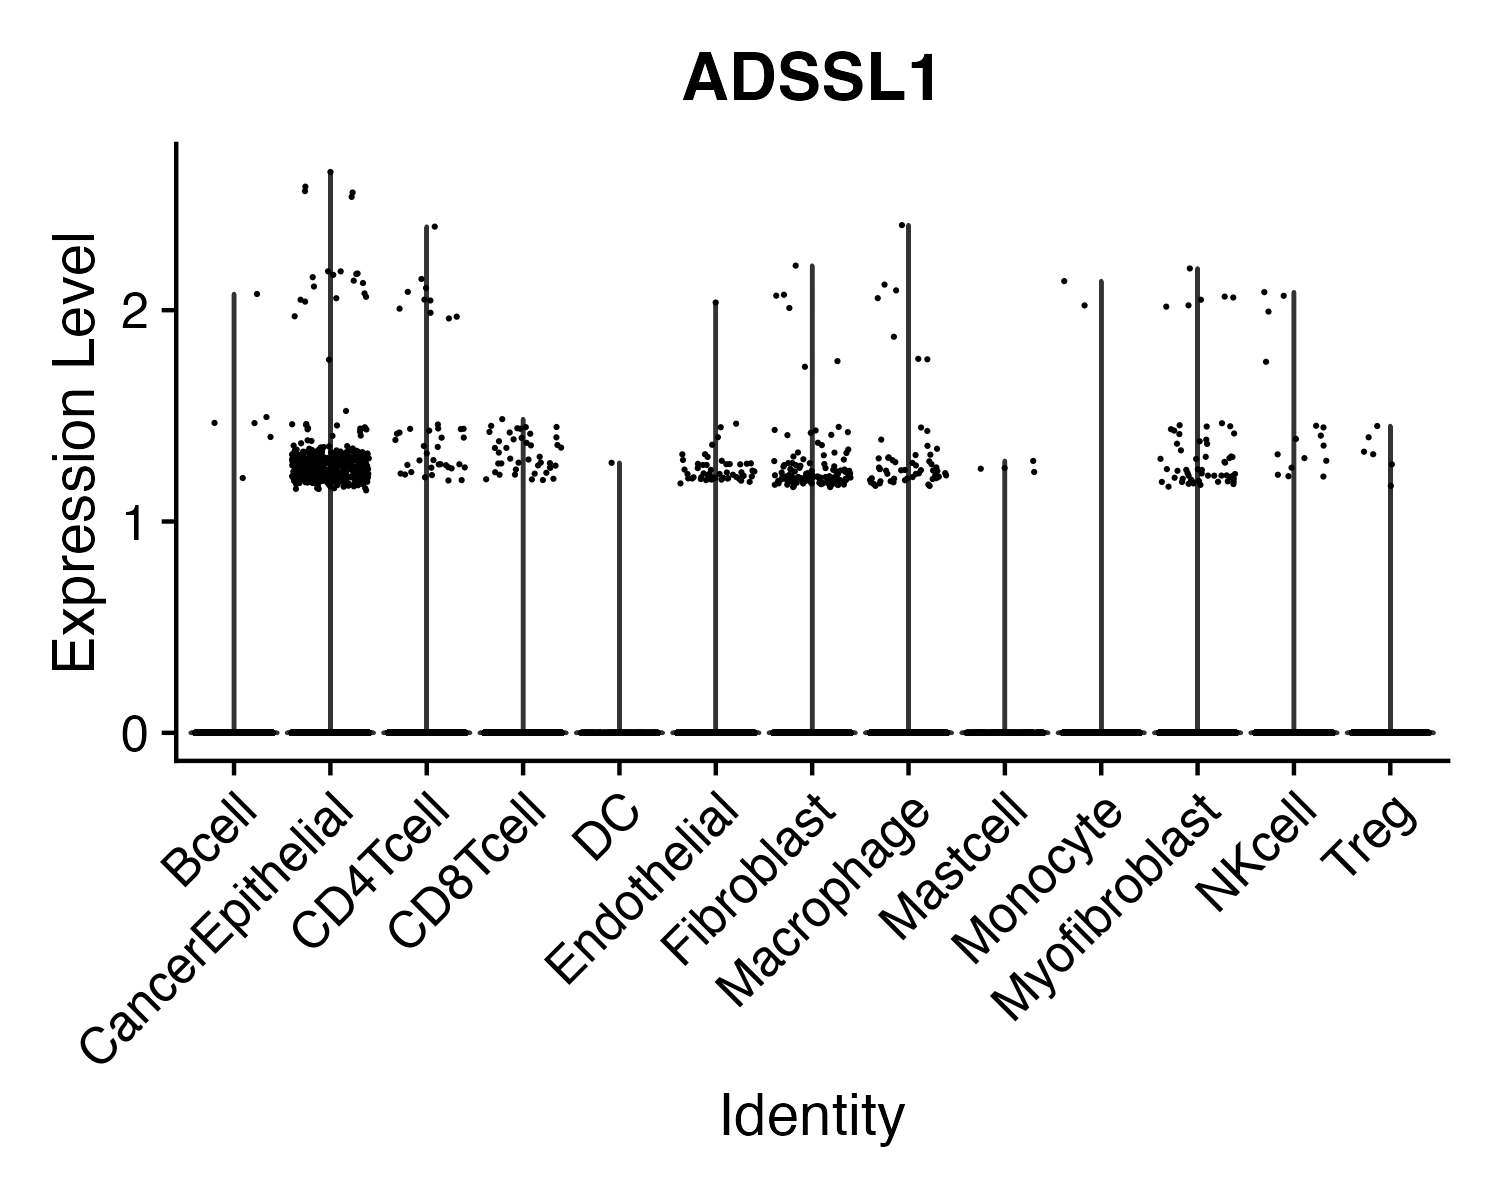 ADSSL1
Expression Level
2
1
0
Bcell
CancerEpithelial
CD4Tcell
CD8Tcell
DC
Endothelial
Fibroblast
Macrophage
Mastcell
Monocyte
Myofibroblast
NKcell
Treg
Identity